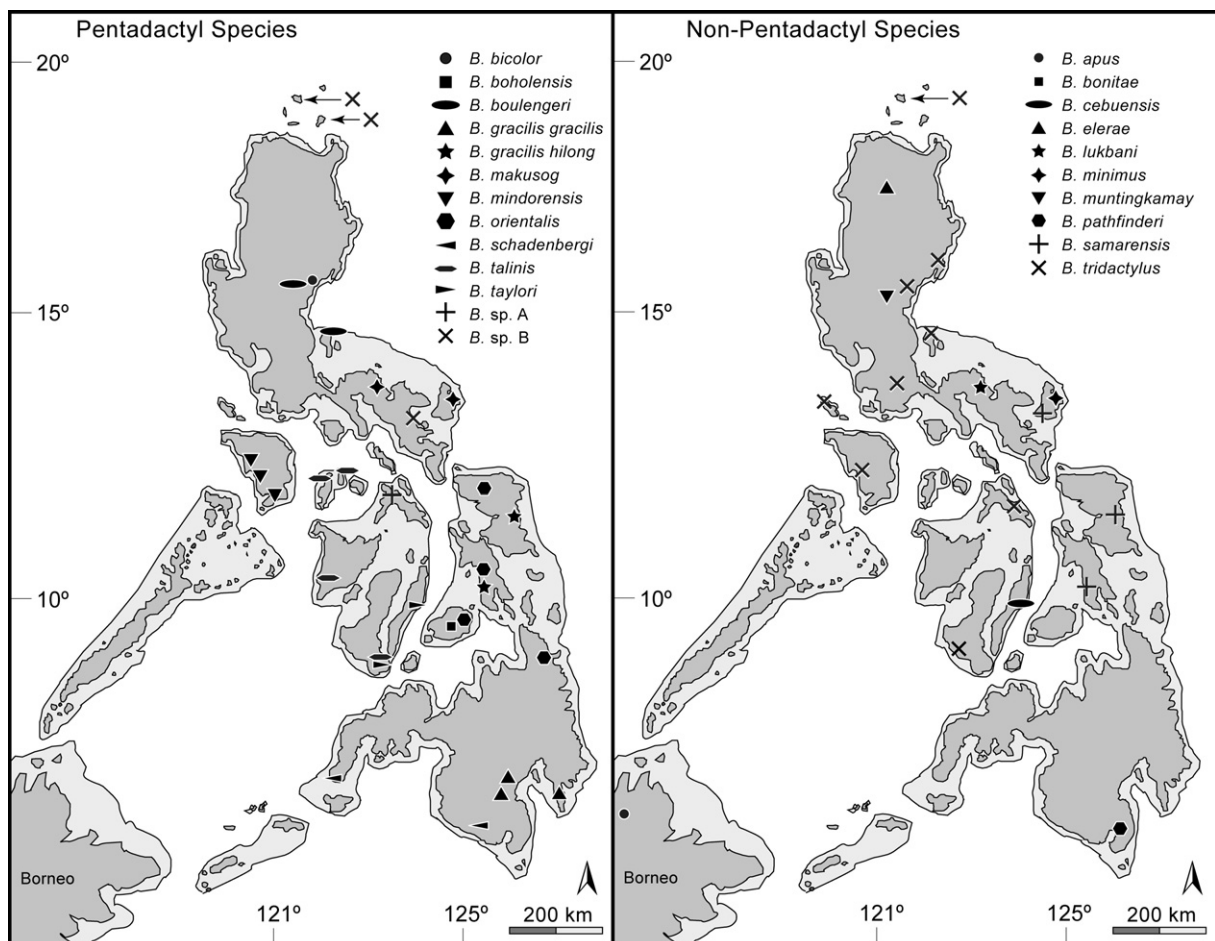 Pentadactyl Species
20º
15º
10º
B. bicolor
B. boholensis
B. boulengeri
B. gracilis gracilis
B. gracilis hilong
B. makusog
B. mindorensis
B. orientalis
B. schadenbergi
B. talinis
B. taylori
B. sp. A
B. sp. B
Borneo
121º
125º
200 km
Non-Pentadactyl Species
20º
15º
10º
B. apus
B. bonitae
B. cebuensis
B. elerae
B. lukbani
B. minimus
B. muntingkamay
B. pathfinderi
B. samarensis
B. tridactylus
Borneo
121º
125º
200 km